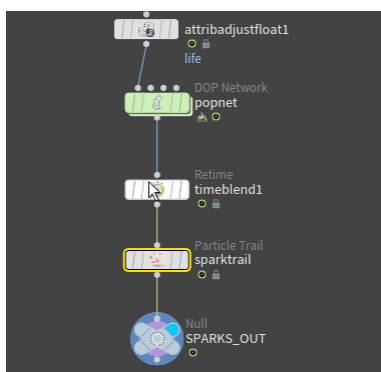 attribadjustfloat1
life
DOP Network
popnet
Retime
timeblend1
Particle Trail
sparktrail
Null
SPARKS_OUT